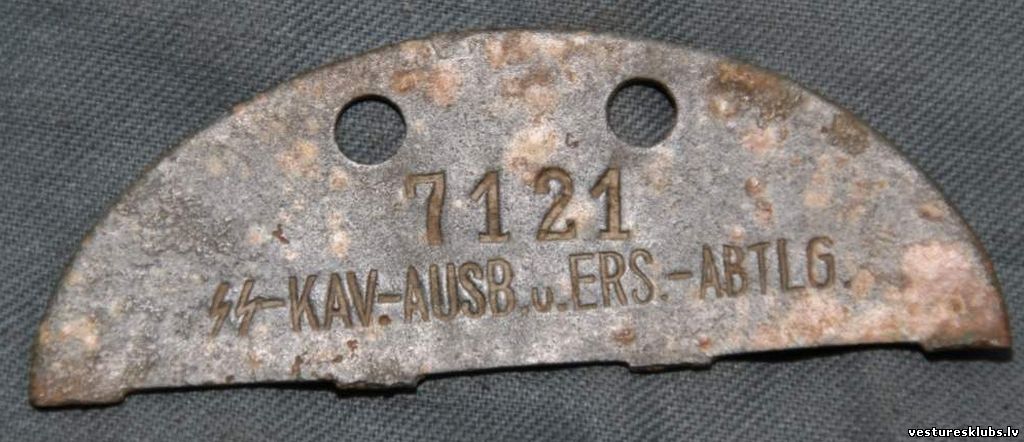 7121
ᛋᛋ-KAV.-AUSB.u.ERS.-ABTLG.
vesturesklubs.lv